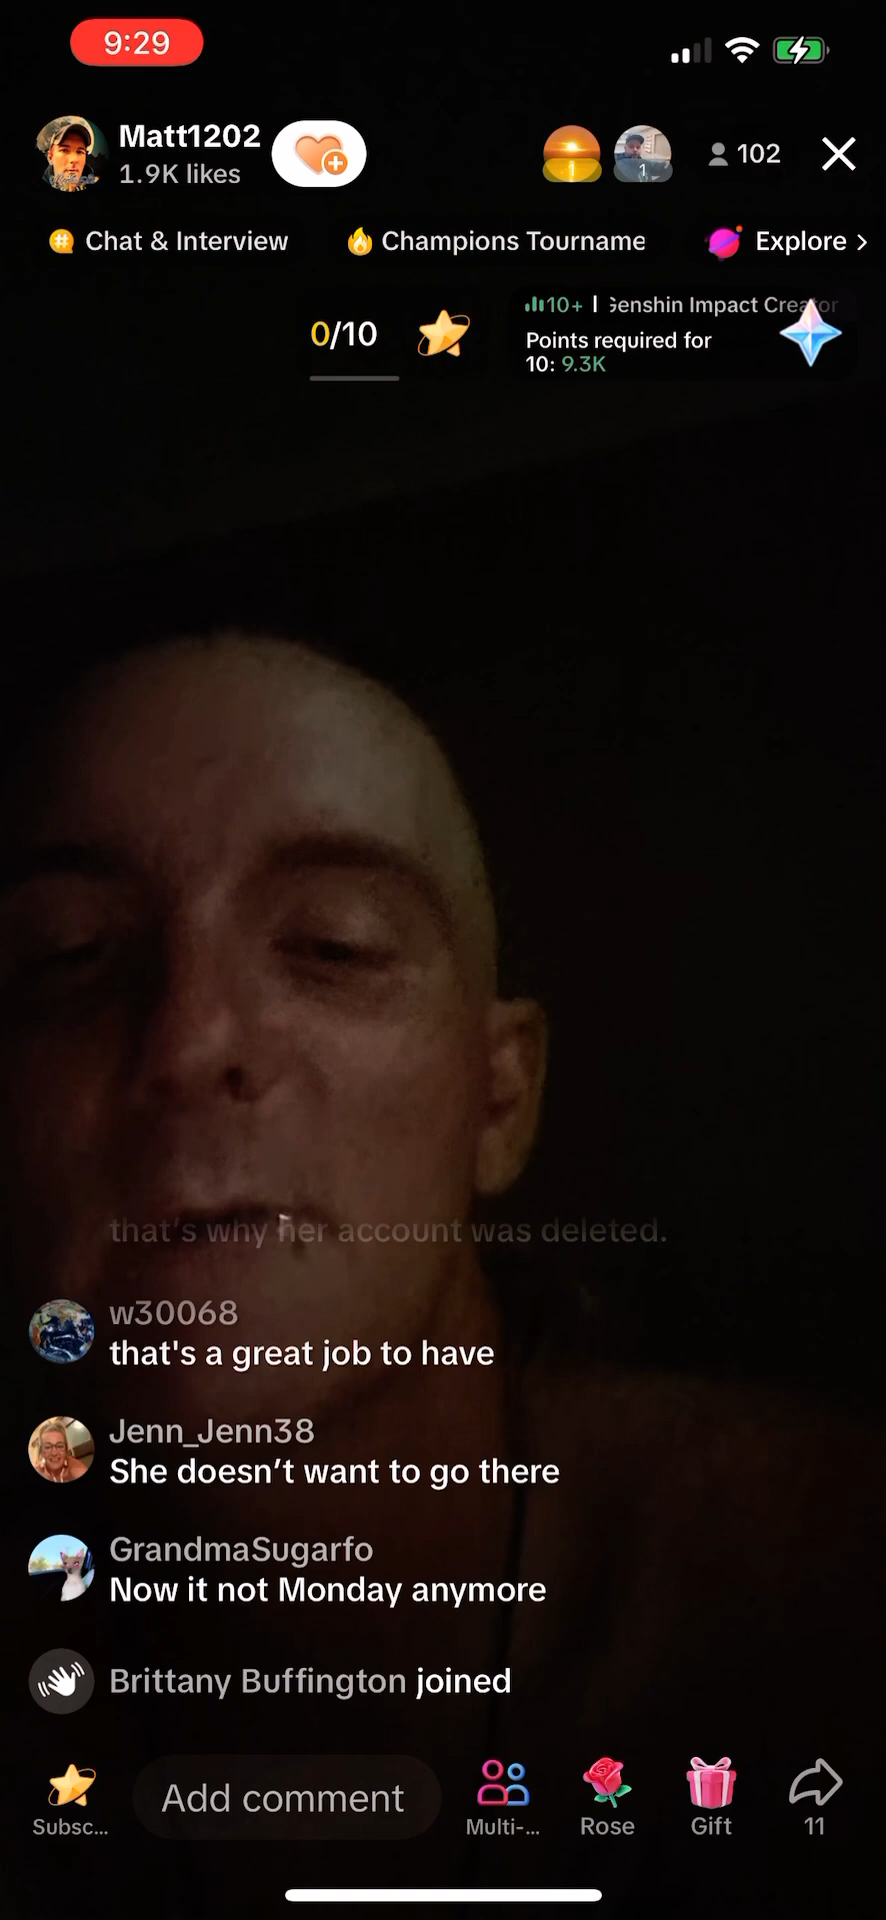 9:29
Matt1202
1.9K likes
1
1
102
Chat & Interview
Champions Tourname
Explore >
0/10
10+ | Genshin Impact Creator
Points required for
10: 9.3K
that's why her account was deleted.
w30068
that's a great job to have
Jenn_Jenn38
She doesn't want to go there
GrandmaSugarfo
Now it not Monday anymore
Brittany Buffington joined
Subsc...
Add comment
Multi-...
Rose
Gift
11